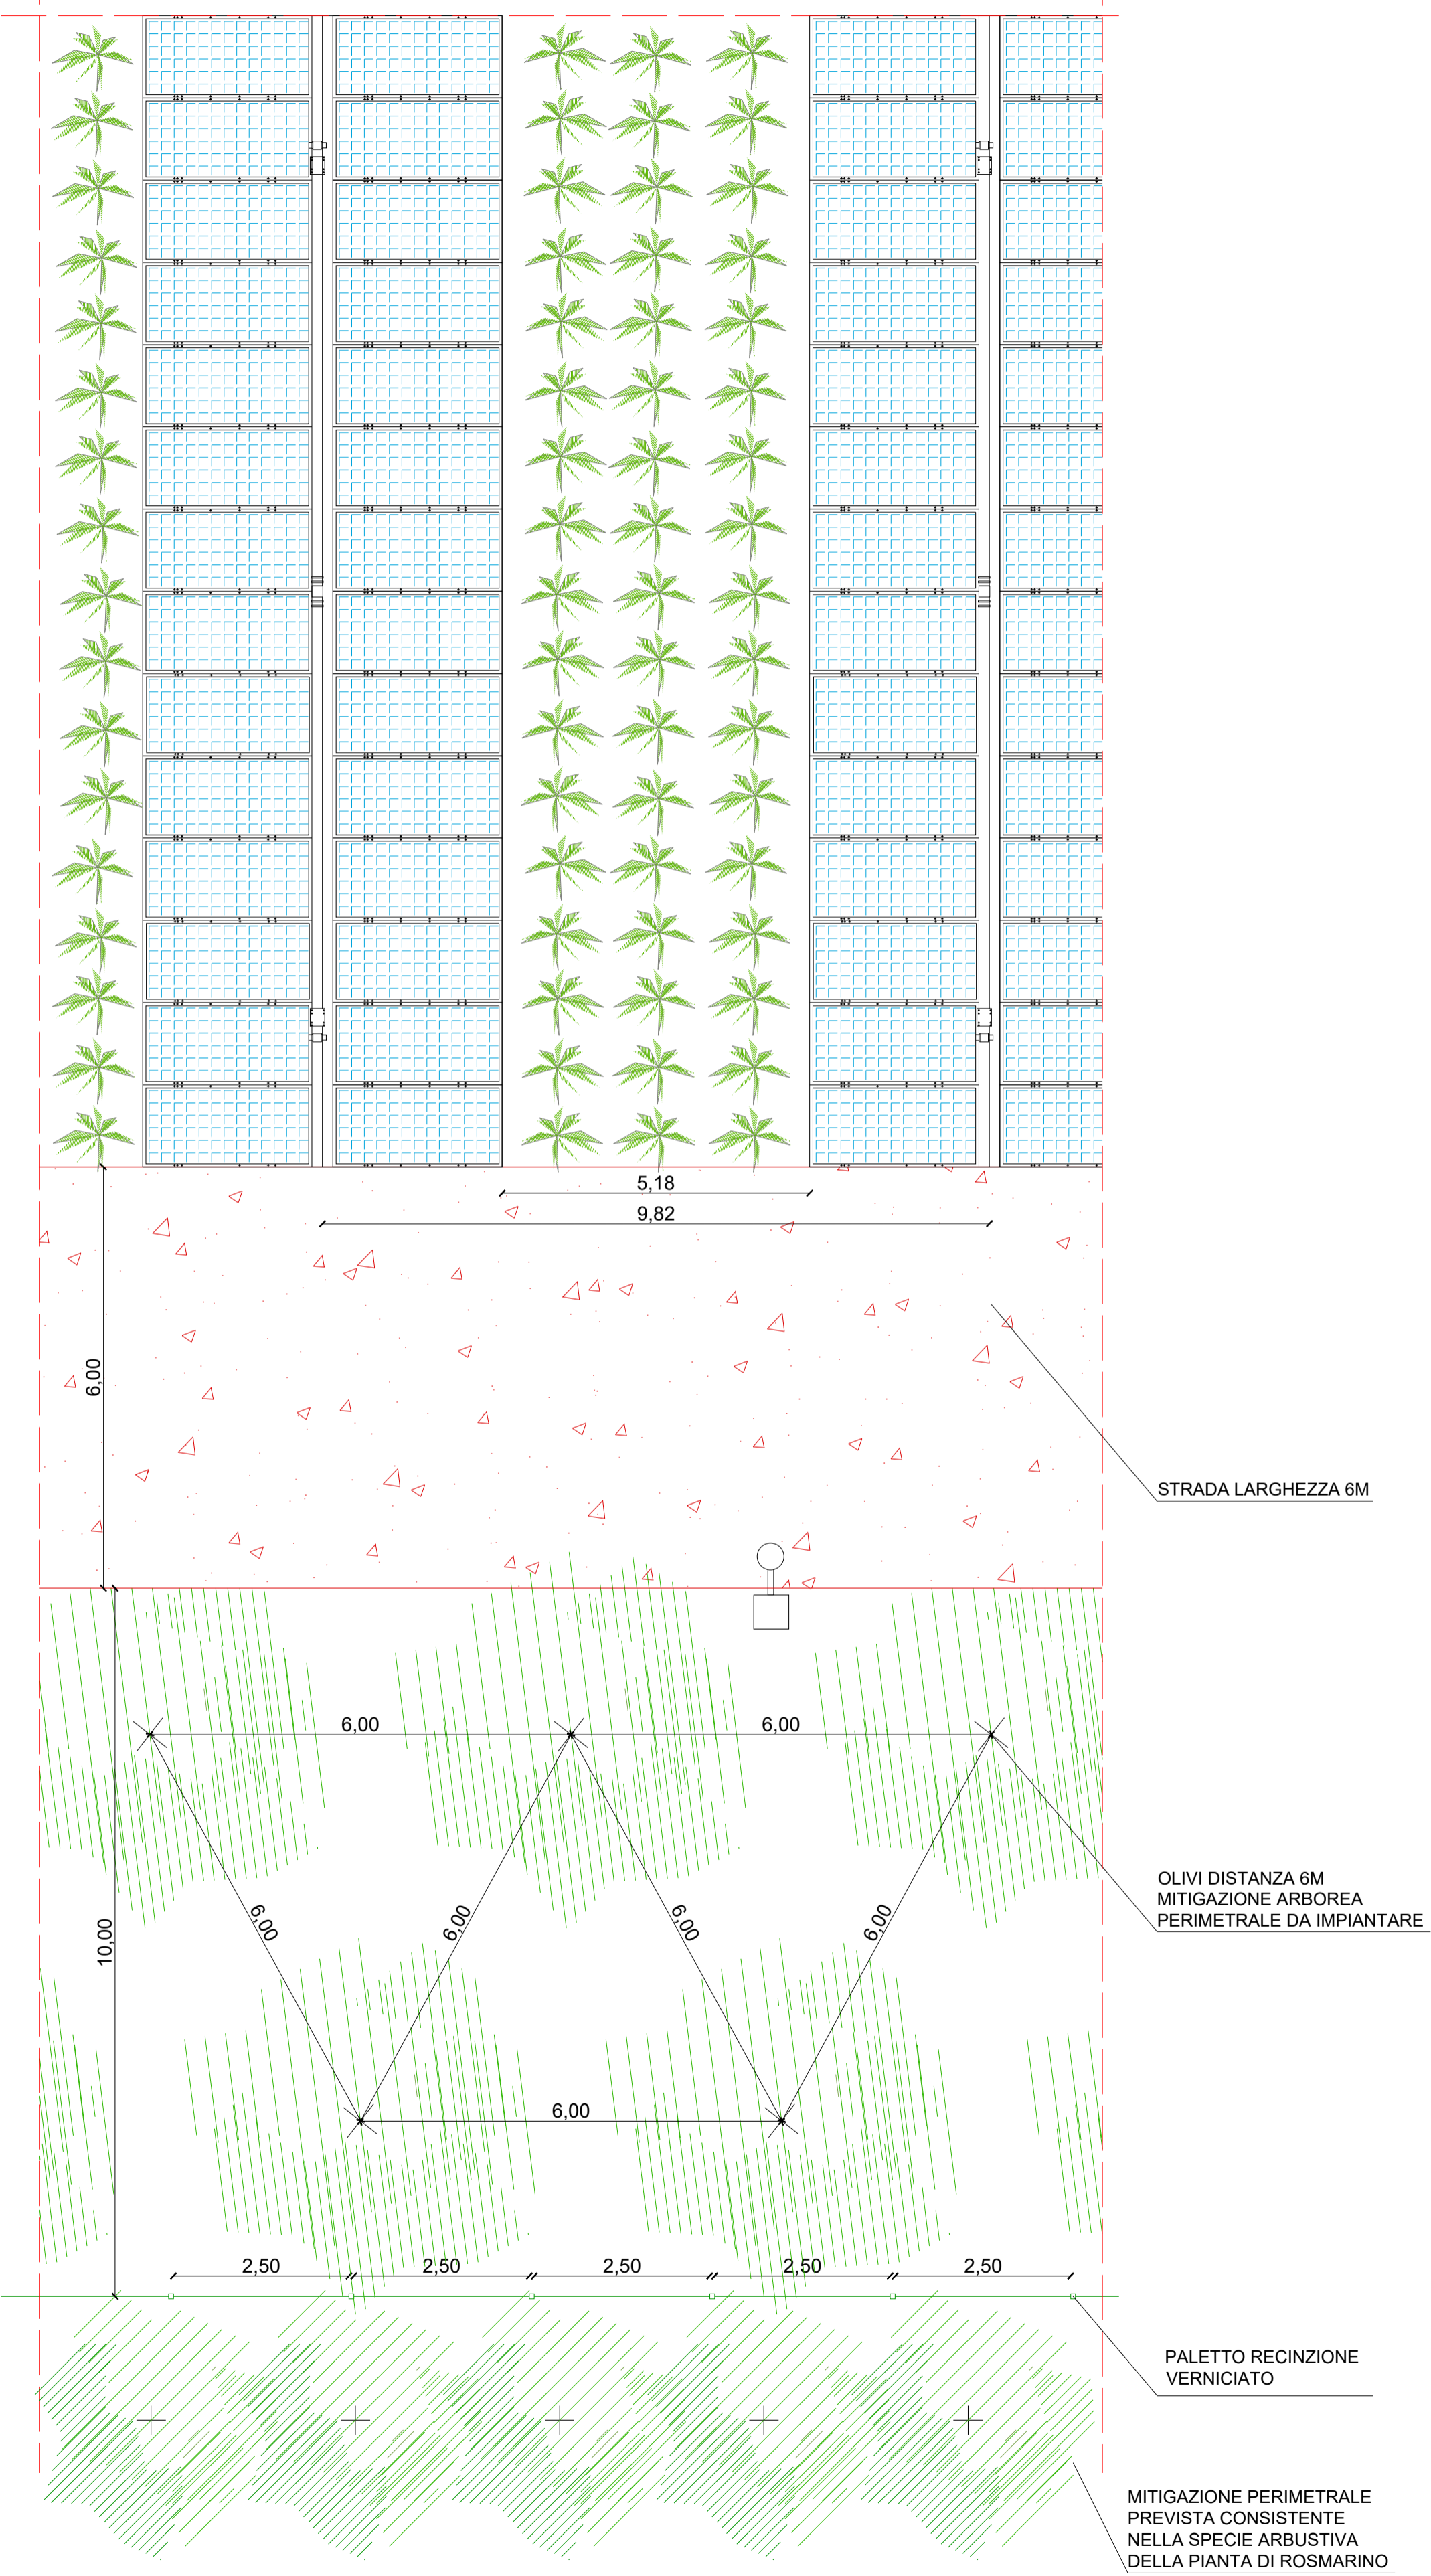 5,18
9,82
6,00
STRADA LARGHEZZA 6M
6,00
6,00
OLIVI DISTANZA 6M
MITIGAZIONE ARBOREA
PERIMETRALE DA IMPIANTARE
10,00
6,00
6,00
6,00
6,00
6,00
2,50
2,50
2,50
2,50
2,50
PALETTO RECINZIONE
VERNICIATO
MITIGAZIONE PERIMETRALE
PREVISTA CONSISTENTE
NELLA SPECIE ARBUSTIVA
DELLA PIANTA DI ROSMARINO